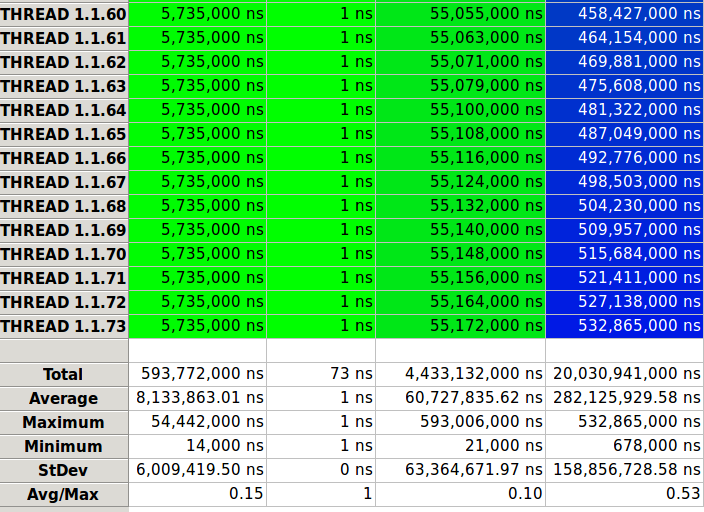 THREAD 1.1.60 5,735,000 ns 1 ns 55,055,000 ns 458,427,000 ns
THREAD 1.1.61 5,735,000 ns 1 ns 55,063,000 ns 464,154,000 ns
THREAD 1.1.62 5,735,000 ns 1 ns 55,071,000 ns 469,881,000 ns
THREAD 1.1.63 5,735,000 ns 1 ns 55,079,000 ns 475,608,000 ns
THREAD 1.1.64 5,735,000 ns 1 ns 55,100,000 ns 481,322,000 ns
THREAD 1.1.65 5,735,000 ns 1 ns 55,108,000 ns 487,049,000 ns
THREAD 1.1.66 5,735,000 ns 1 ns 55,116,000 ns 492,776,000 ns
THREAD 1.1.67 5,735,000 ns 1 ns 55,124,000 ns 498,503,000 ns
THREAD 1.1.68 5,735,000 ns 1 ns 55,132,000 ns 504,230,000 ns
THREAD 1.1.69 5,735,000 ns 1 ns 55,140,000 ns 509,957,000 ns
THREAD 1.1.70 5,735,000 ns 1 ns 55,148,000 ns 515,684,000 ns
THREAD 1.1.71 5,735,000 ns 1 ns 55,156,000 ns 521,411,000 ns
THREAD 1.1.72 5,735,000 ns 1 ns 55,164,000 ns 527,138,000 ns
THREAD 1.1.73 5,735,000 ns 1 ns 55,172,000 ns 532,865,000 ns
Total 593,772,000 ns 73 ns 4,433,132,000 ns 20,030,941,000 ns
Average 8,133,863.01 ns 1 ns 60,727,835.62 ns 282,125,929.58 ns
Maximum 54,442,000 ns 1 ns 593,006,000 ns 532,865,000 ns
Minimum 14,000 ns 1 ns 21,000 ns 678,000 ns
StDev 6,009,419.50 ns 0 ns 63,364,671.97 ns 158,856,728.58 ns
Avg/Max 0.15 1 0.10 0.53